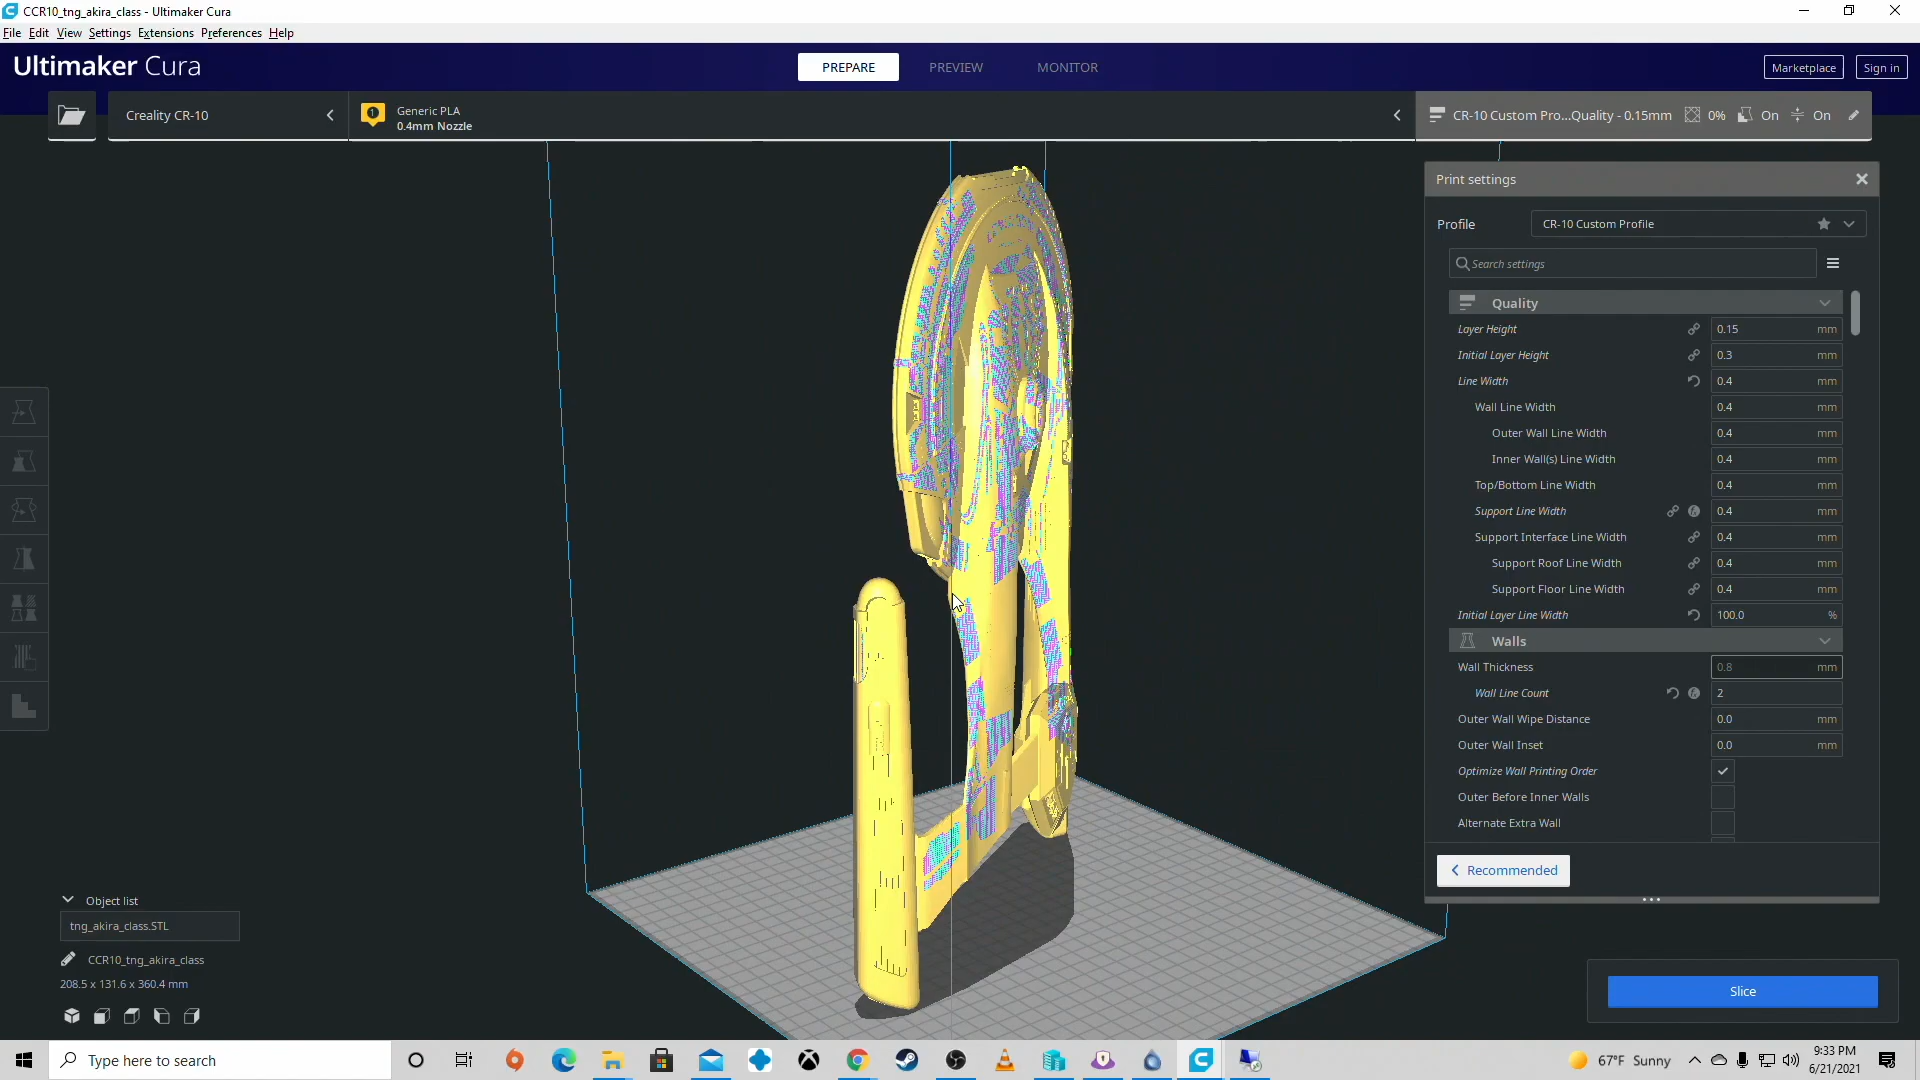 CCR10_tng_akira_class - Ultimaker Cura
File Edit View Settings Extensions Preferences Help
Ultimaker Cura
PREPARE
PREVIEW
MONITOR
Marketplace
Sign in
Creality CR-10
1
Generic PLA
0.4mm Nozzle
CR-10 Custom Pro...Quality - 0.15mm
0%
On
On
Print settings
Profile
CR-10 Custom Profile
Search settings
Quality
Layer Height 0.15 mm
Initial Layer Height 0.3 mm
Line Width 0.4 mm
Wall Line Width 0.4 mm
Outer Wall Line Width 0.4 mm
Inner Wall(s) Line Width 0.4 mm
Top/Bottom Line Width 0.4 mm
Support Line Width 0.4 mm
Support Interface Line Width 0.4 mm
Support Roof Line Width 0.4 mm
Support Floor Line Width 0.4 mm
Initial Layer Line Width 100.0 %
Walls
Wall Thickness 0.8 mm
Wall Line Count 2
Outer Wall Wipe Distance 0.0 mm
Outer Wall Inset 0.0 mm
Optimize Wall Printing Order
Outer Before Inner Walls
Alternate Extra Wall
Recommended
Object list
tng_akira_class.STL
CCR10_tng_akira_class
208.5 x 131.6 x 360.4 mm
Slice
Type here to search
67°F Sunny
9:33 PM
6/21/2021